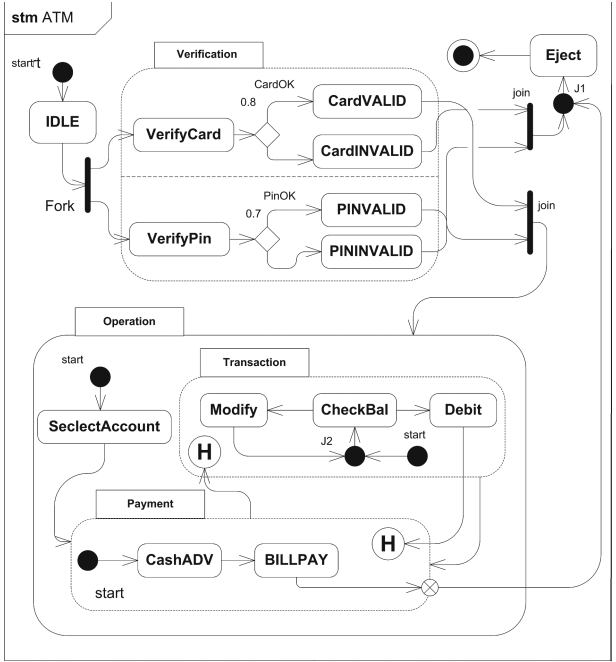 stm ATM
start't
IDLE
Fork
Verification
VerifyCard
CardOK
0.8
CardVALID
CardINVALID
VerifyPin
PinOK
0.7
PINVALID
PININVALID
Eject
J1
join
join
Operation
start
SeclectAccount
Transaction
Modify
CheckBal
Debit
J2
start
H
Payment
H
CashADV
BILLPAY
start